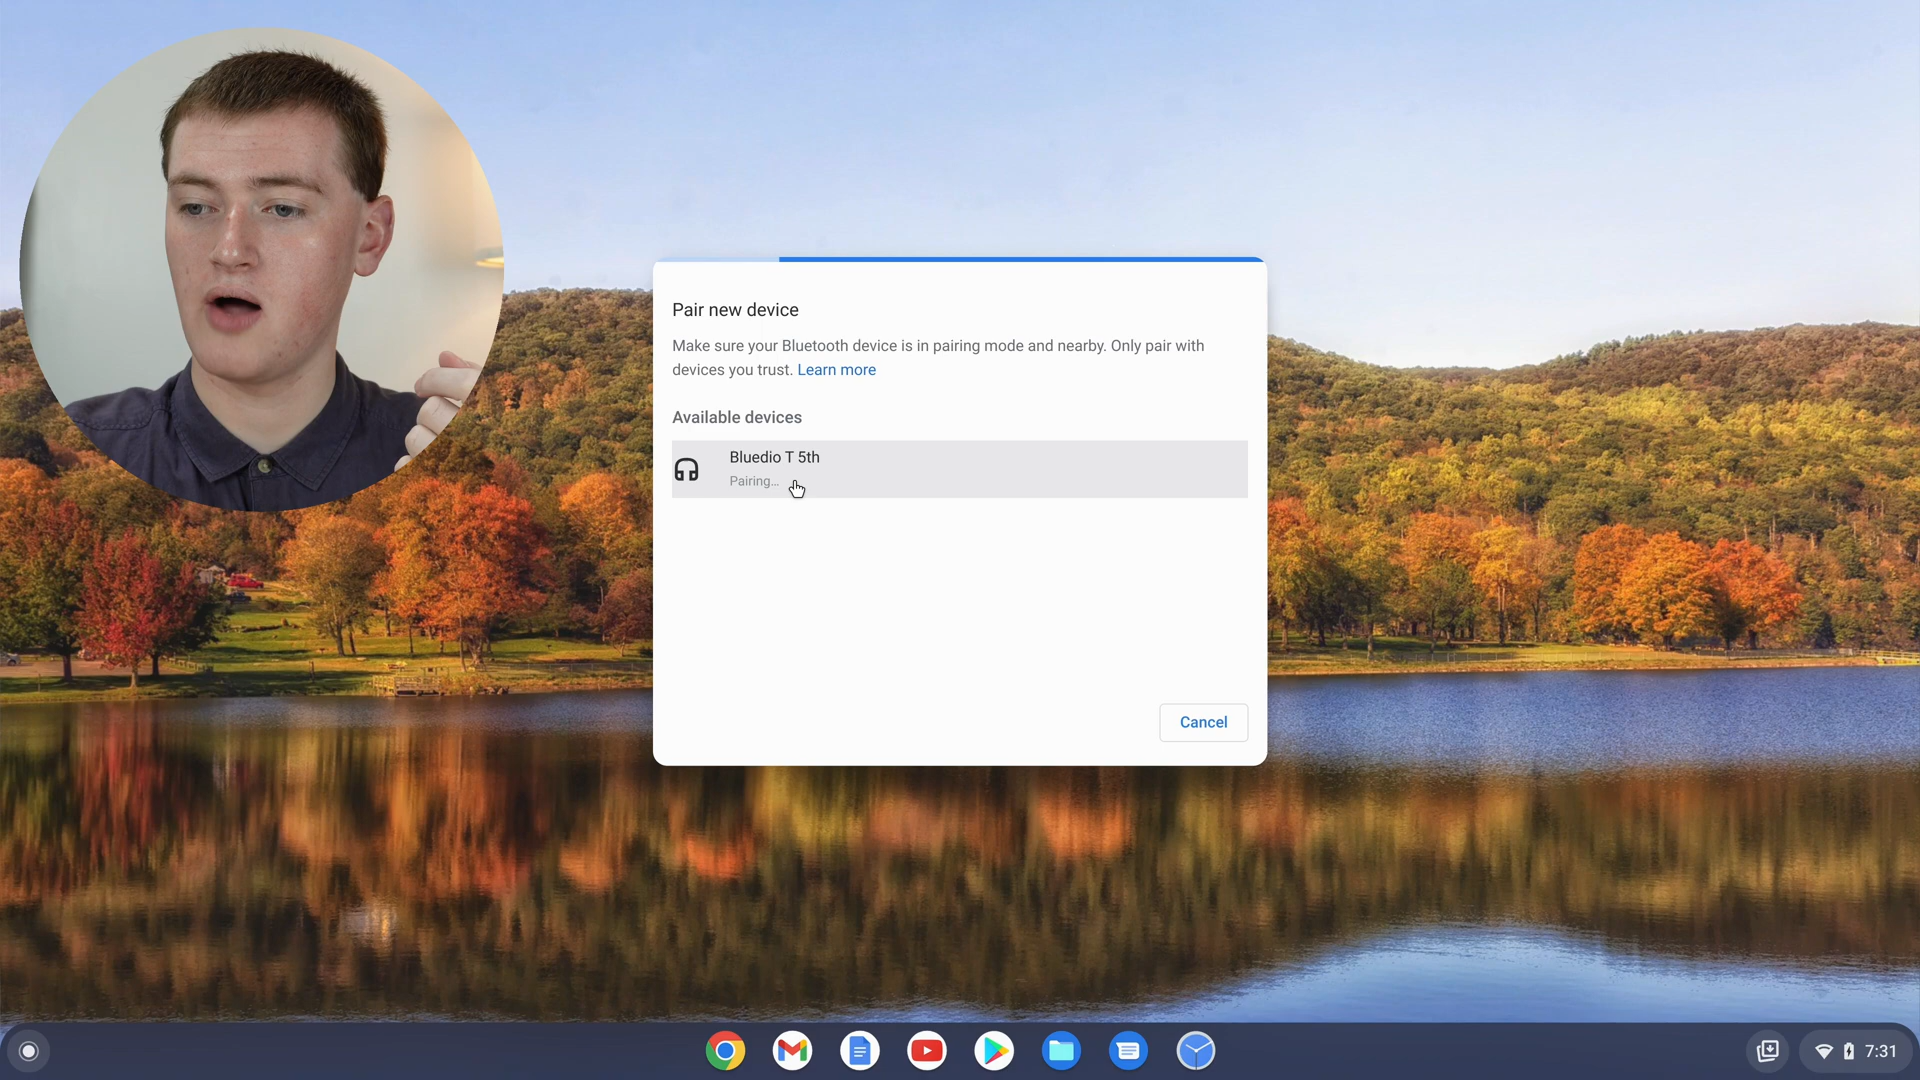 Pair new device
Make sure your Bluetooth device is in pairing mode and nearby. Only pair with
devices you trust. Learn more
Available devices
Bluedio T 5th
Pairing...
Cancel
7:31